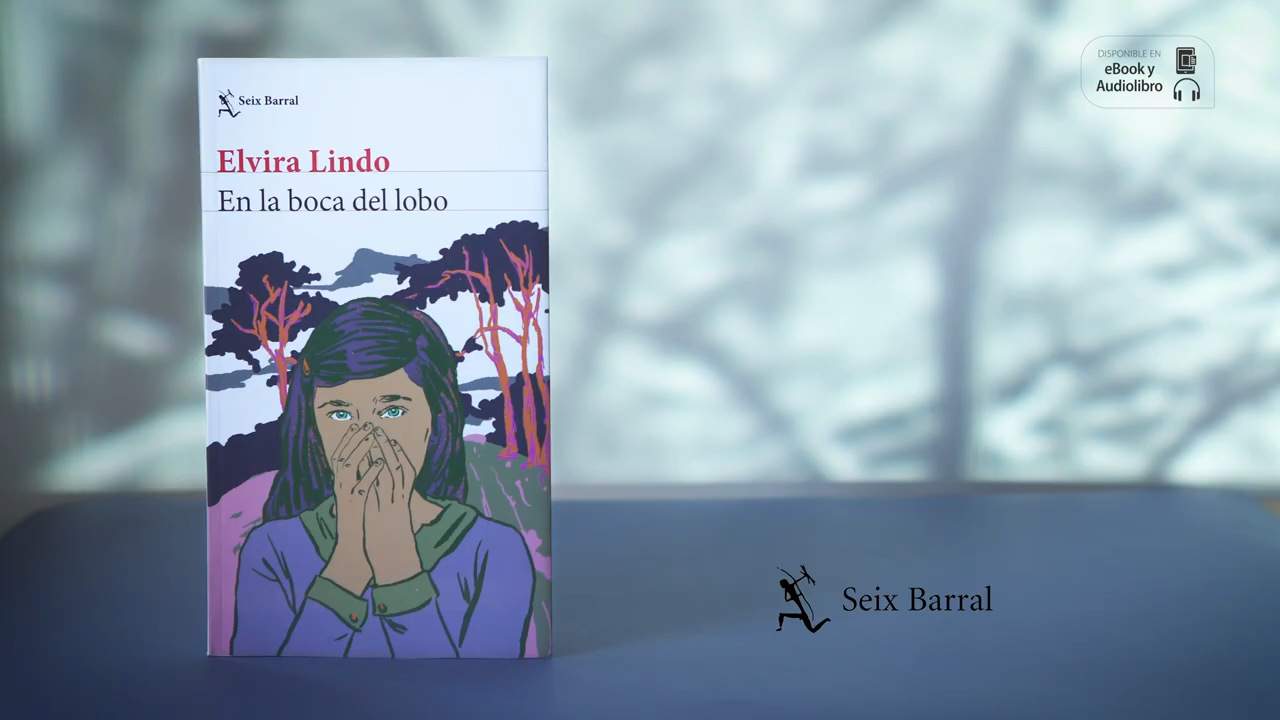 Seix Barral
Elvira Lindo
En la boca del lobo
DISPONIBLE EN
eBook y
Audiolibro
Seix Barral